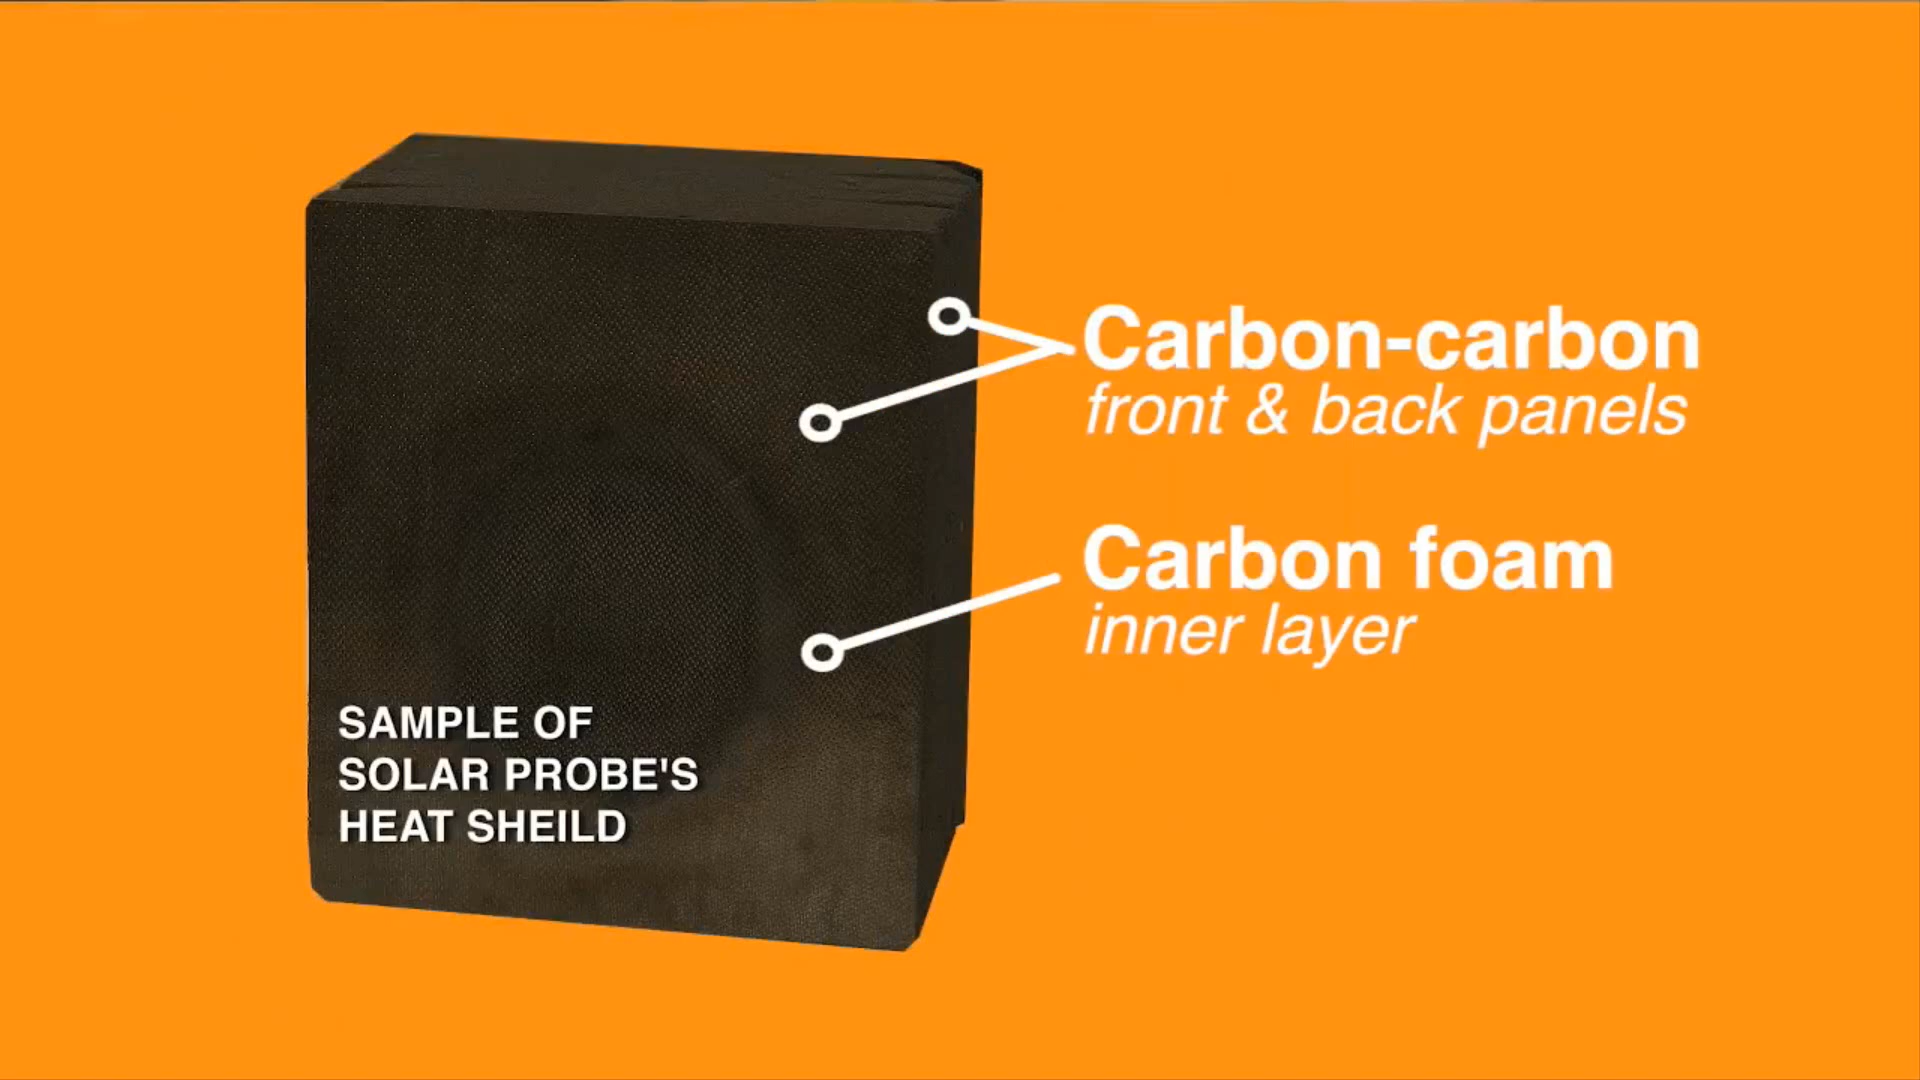 Carbon-carbon
front & back panels
Carbon foam
inner layer
SAMPLE OF
SOLAR PROBE'S
HEAT SHEILD